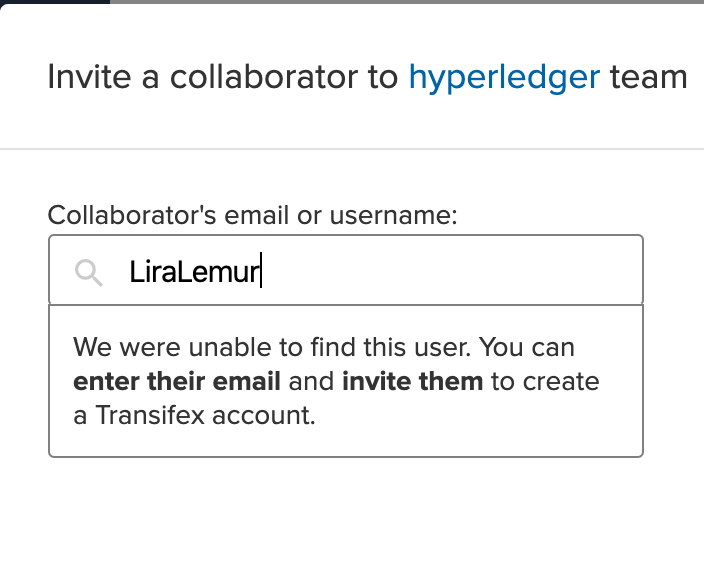 Invite a collaborator to hyperledger team
Collaborator's email or username:
LiraLemur
We were unable to find this user. You can
enter their email and invite them to create
a Transifex account.